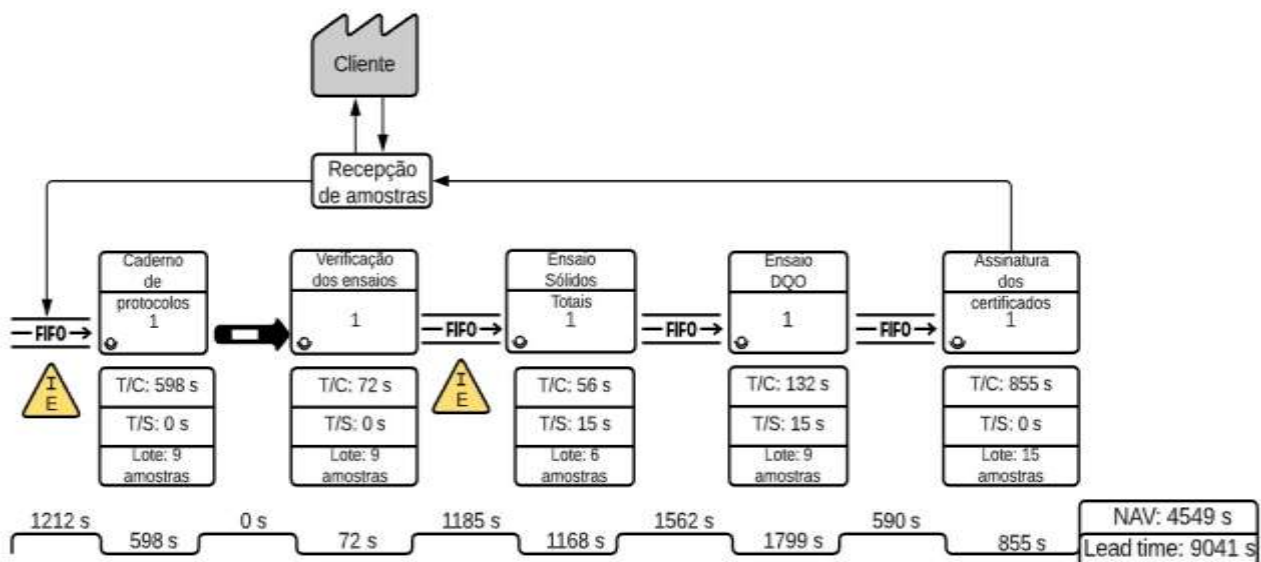 Cliente
Recepção
de amostras
Caderno
de
protocolos
1
Verificação
dos ensaios
1
Ensaio
Sólidos
Totais
1
Ensaio
DQO
1
Assinatura
dos
certificados
1
FIFO
FIFO
FIFO
FIFO
I
E
I
E
T/C: 598 s
T/S: 0 s
Lote: 9
amostras
T/C: 72 s
T/S: 0 s
Lote: 9
amostras
T/C: 56 s
T/S: 15 s
Lote: 6
amostras
T/C: 132 s
T/S: 15 s
Lote: 9
amostras
T/C: 855 s
T/S: 0 s
Lote: 15
amostras
1212 s
598 s
0 s
72 s
1185 s
1168 s
1562 s
1799 s
590 s
855 s
NAV: 4549 s
Lead time: 9041 s